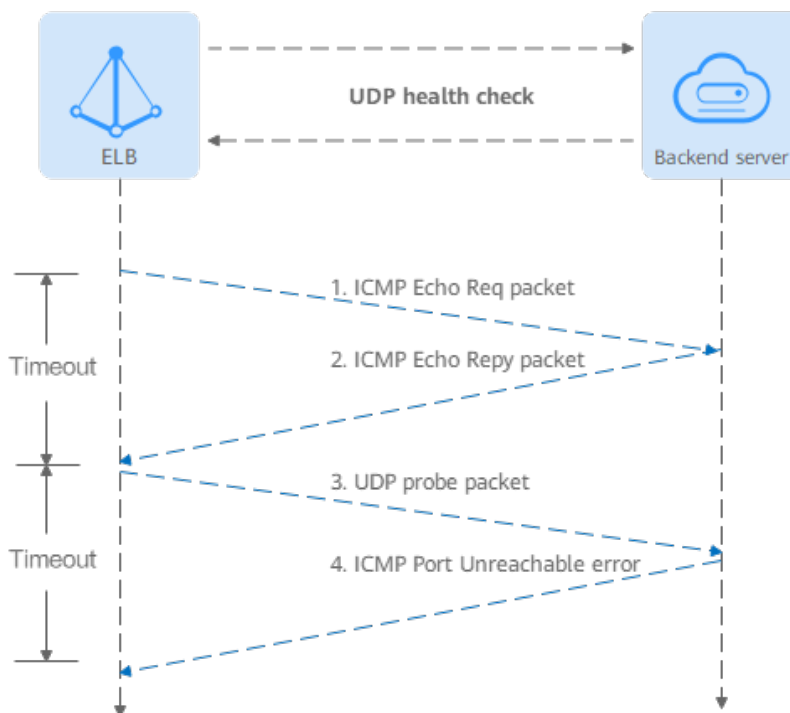 UDP health check
ELB
Backend server
1. ICMP Echo Req packet
Timeout
2. ICMP Echo Repy packet
3. UDP probe packet
Timeout
4. ICMP Port Unreachable error